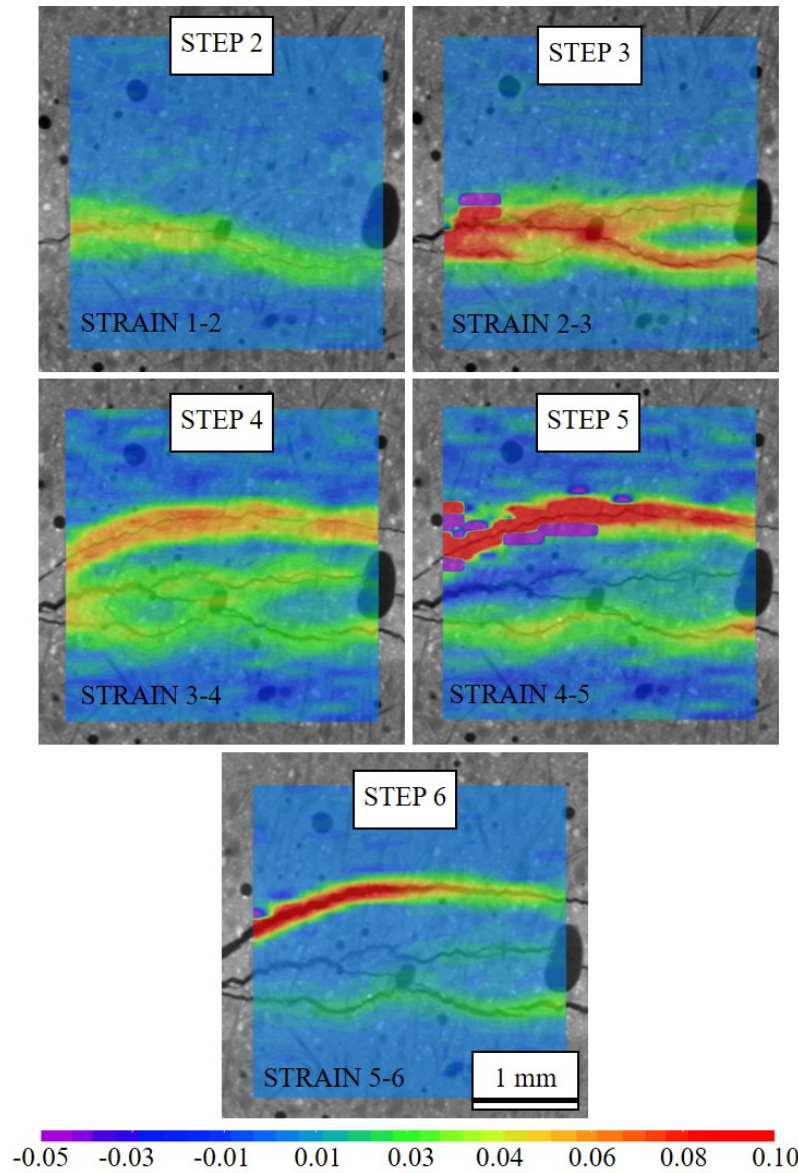 STEP 2
STEP 3
STRAIN 1-2
STRAIN 2-3
STEP 4
STEP 5
STRAIN 3-4
STRAIN 4-5
STEP 6
STRAIN 5-6
1 mm
-0.05 -0.03 -0.01 0.01 0.03 0.04 0.06 0.08 0.10